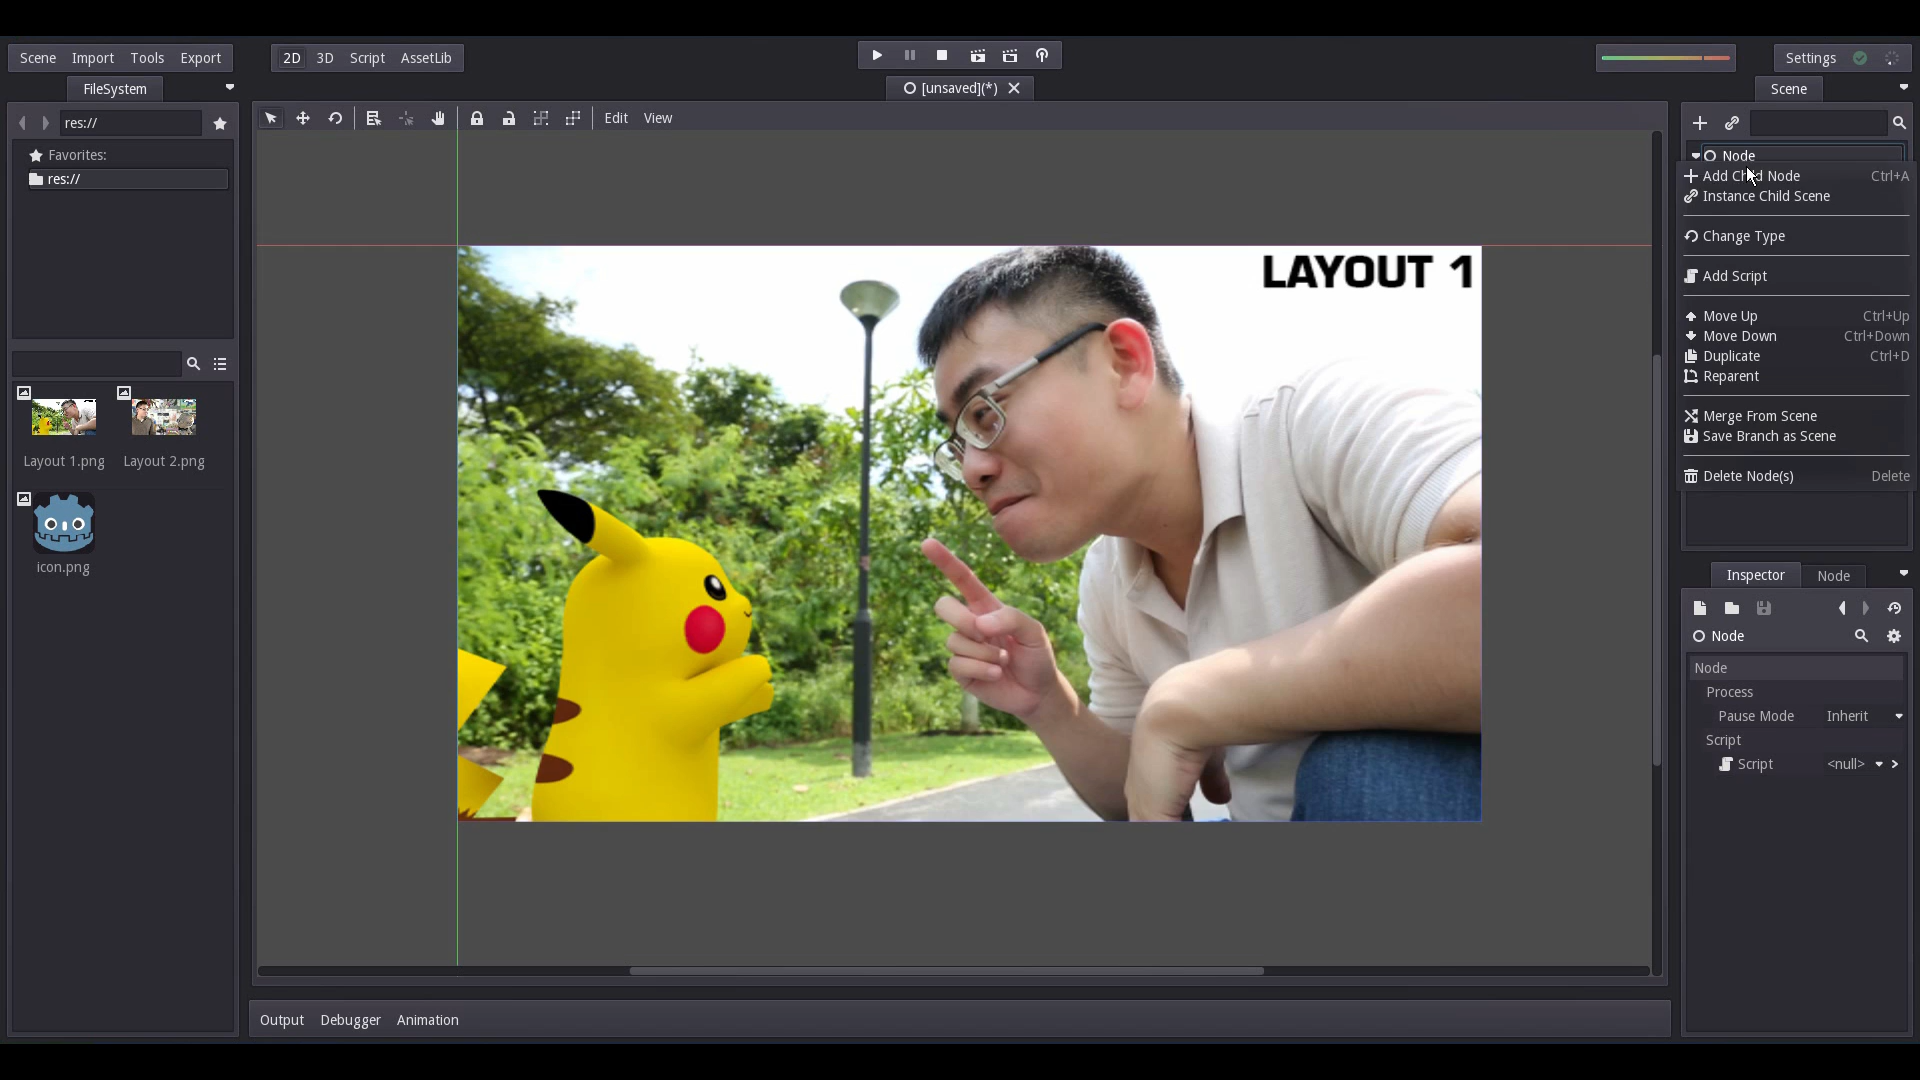 Scene Import Tools Export
2D 3D Script AssetLib
Settings
FileSystem
[unsaved](*)
Scene
res://
Edit View
Favorites:
res://
Node
Add Child Node Ctrl+A
Instance Child Scene
Change Type
Add Script
Move Up Ctrl+Up
Move Down Ctrl+Down
Duplicate Ctrl+D
Reparent
Merge From Scene
Save Branch as Scene
Delete Node(s) Delete
LAYOUT 1
Layout 1.png Layout 2.png
icon.png
Inspector Node
Node
Node
Process
Pause Mode Inherit
Script
Script <null>
Output Debugger Animation